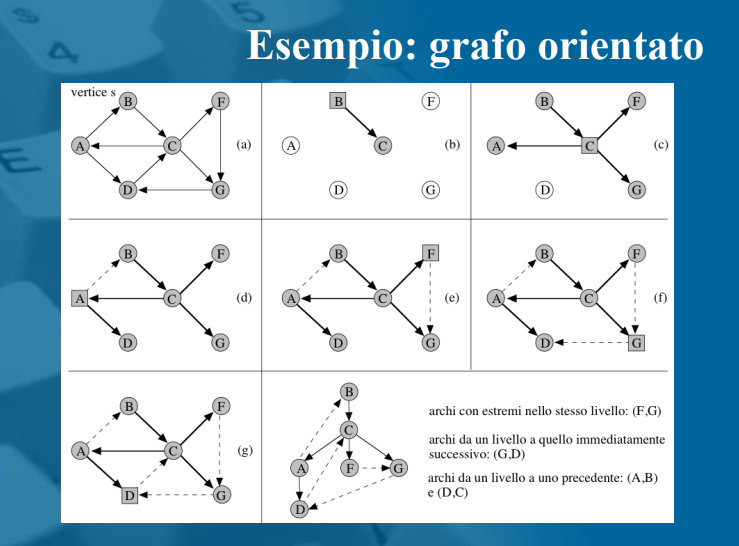 Esempio: grafo orientato
vertice s
B
F
A
C
(a)
D
G
B
F
A
C
(b)
D
G
B
F
A
C
(c)
D
G
B
F
A
C
(d)
D
G
B
F
A
C
(e)
D
G
B
F
A
C
(f)
D
G
B
F
A
C
(g)
D
G
B
C
A
F
G
D
archi con estremi nello stesso livello: (F,G)
archi da un livello a quello immediatamente
successivo: (G,D)
archi da un livello a uno precedente: (A,B)
e (D,C)